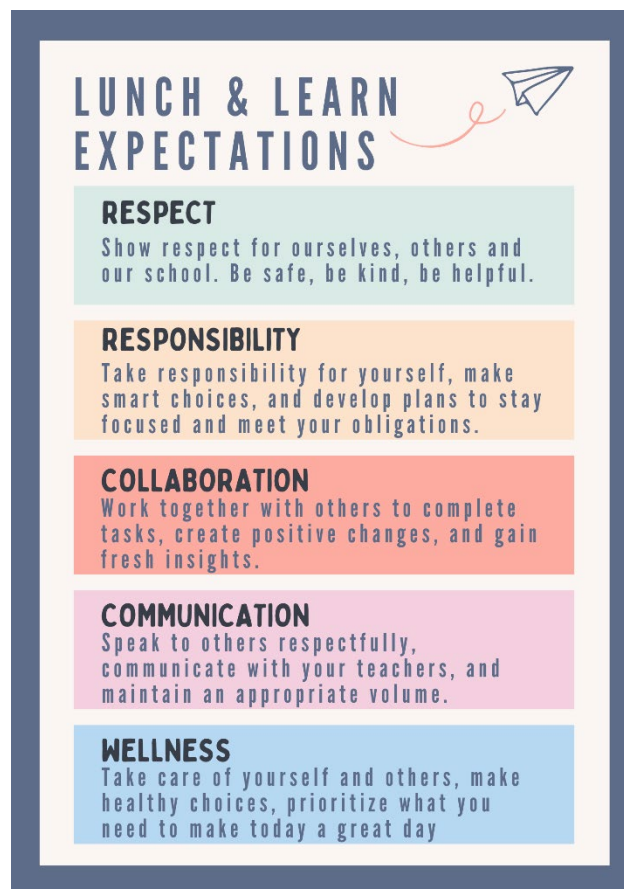 LUNCH & LEARN
EXPECTATIONS
RESPECT
Show respect for ourselves, others and
our school. Be safe, be kind, be helpful.
RESPONSIBILITY
Take responsibility for yourself, make
smart choices, and develop plans to stay
focused and meet your obligations.
COLLABORATION
Work together with others to complete
tasks, create positive changes, and gain
fresh insights.
COMMUNICATION
Speak to others respectfully,
communicate with your teachers, and
maintain an appropriate volume.
WELLNESS
Take care of yourself and others, make
healthy choices, prioritize what you
need to make today a great day